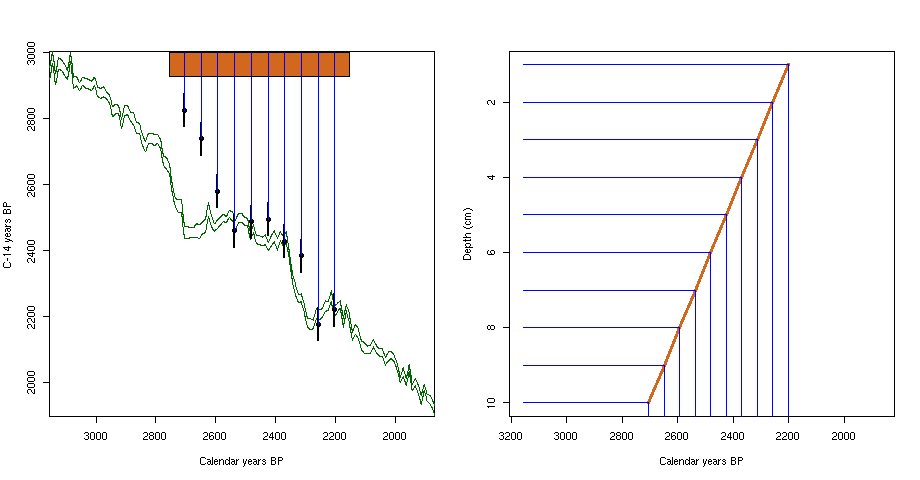 C-14 years BP
3000
2800
2600
2400
2200
2000
3000 2800 2600 2400 2200 2000
Calendar years BP
Depth (cm)
2
4
6
8
10
3200 3000 2800 2600 2400 2200 2000
Calendar years BP